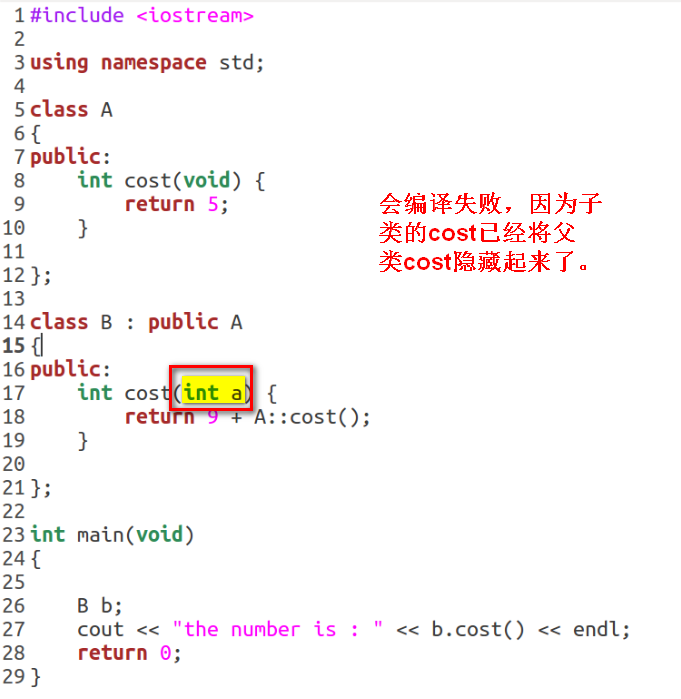 1 #include <iostream>
2
3 using namespace std;
4
5 class A
6 {
7 public:
8     int cost(void) {
9         return 5;
10     }
11
12 };
13
14 class B : public A
15 {
16 public:
17     int cost(int a) {
18         return 9 + A::cost();
19     }
20
21 };
22
23 int main(void)
24 {
25
26     B b;
27     cout << "the number is : " << b.cost() << endl;
28     return 0;
29 }
会编译失败，因为子
类的cost已经将父
类cost隐藏起来了。